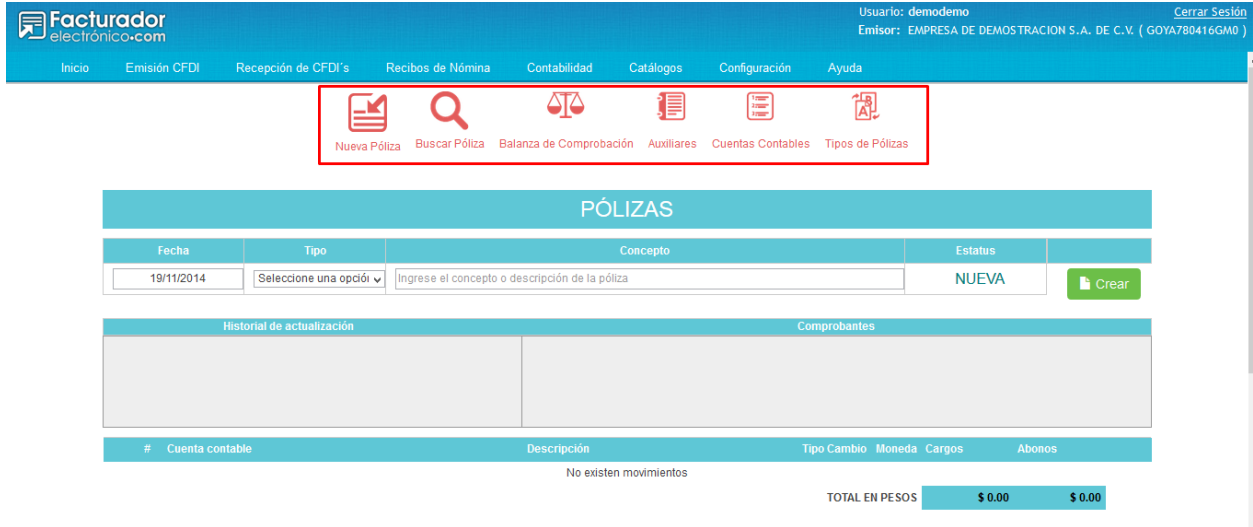 Facturador
electrónico.com
Usuario: demodemo
Cerrar Sesión
Emisor: EMPRESA DE DEMOSTRACION S.A. DE C.V. ( GOYA780416GM0 )
Inicio Emisión CFDI Recepción de CFDI´s Recibos de Nómina Contabilidad Catálogos Configuración Ayuda
Nueva Póliza Buscar Póliza Balanza de Comprobación Auxiliares Cuentas Contables Tipos de Pólizas
PÓLIZAS
Fecha Tipo Concepto Estatus
19/11/2014 Seleccione una opción Ingrese el concepto o descripción de la póliza NUEVA Crear
Historial de actualización Comprobantes
# Cuenta contable Descripción Tipo Cambio Moneda Cargos Abonos
No existen movimientos
TOTAL EN PESOS $ 0.00 $ 0.00